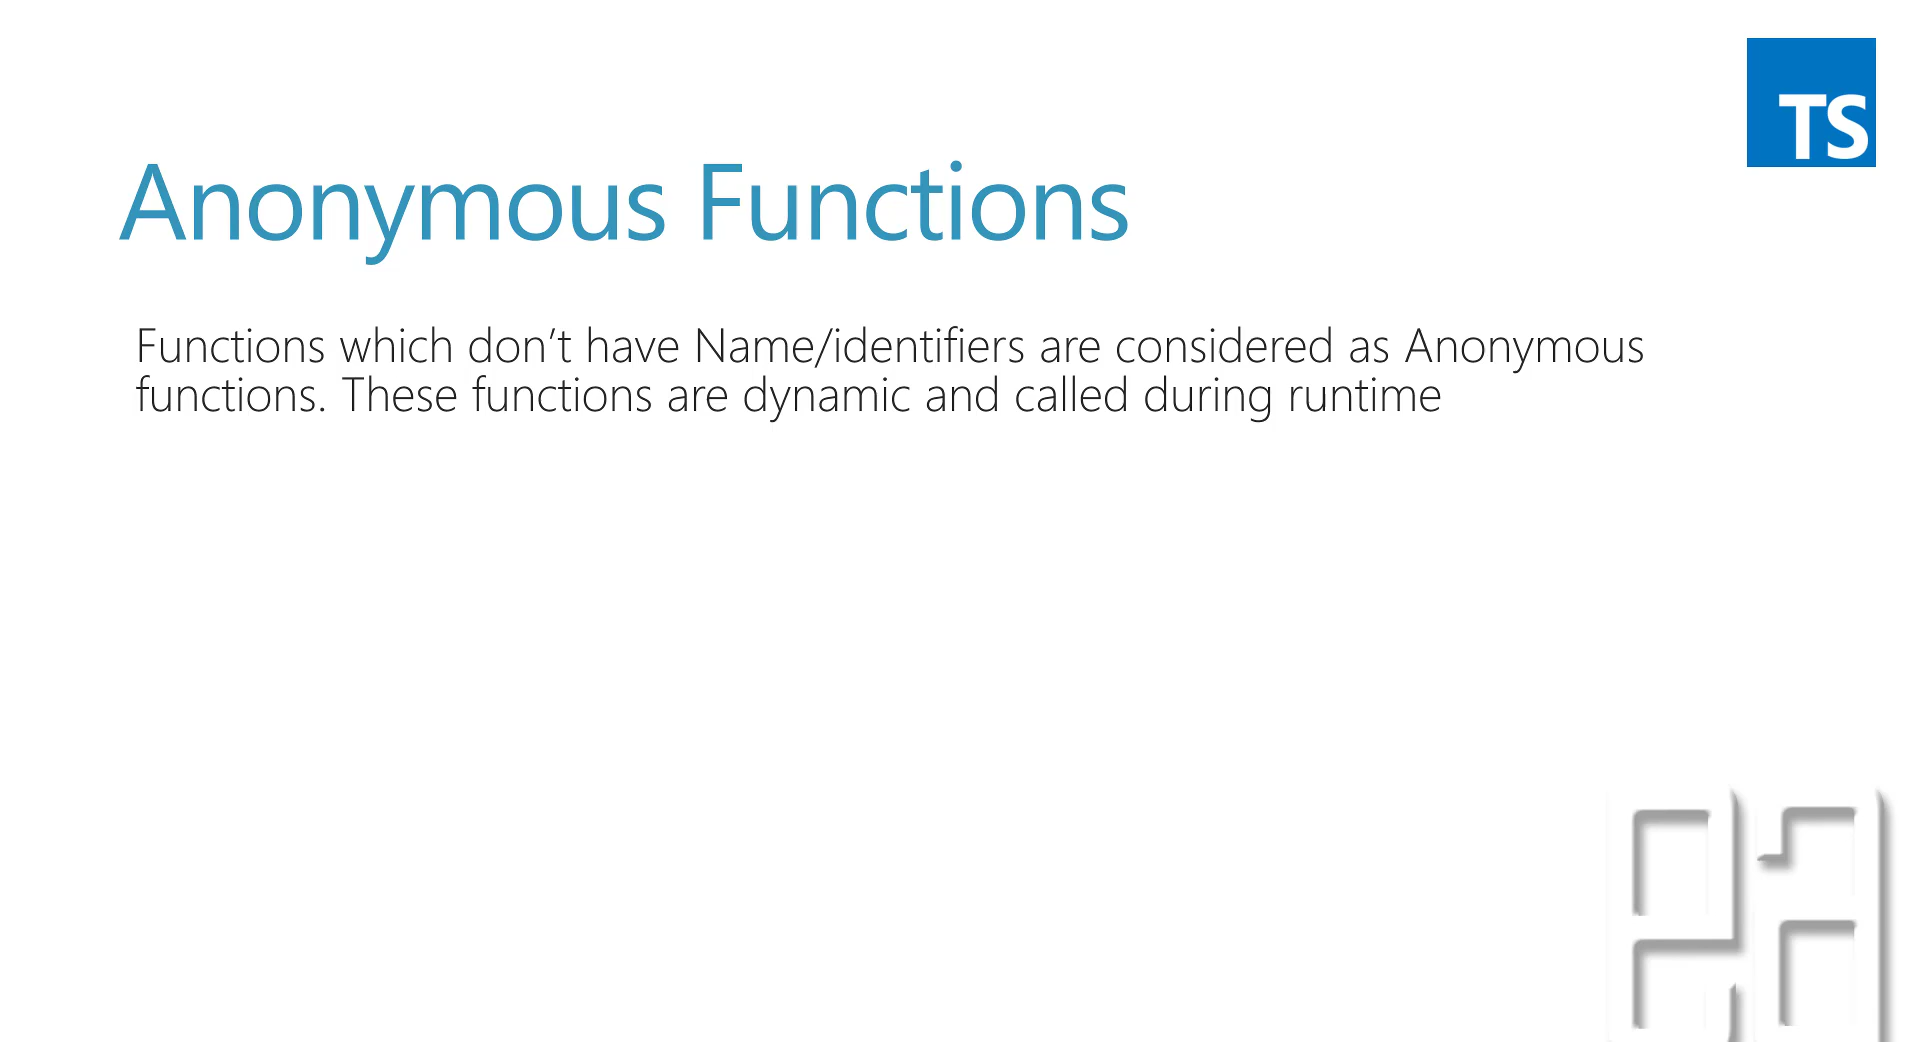 TS
Anonymous Functions
Functions which don’t have Name/identifiers are considered as Anonymous
functions. These functions are dynamic and called during runtime